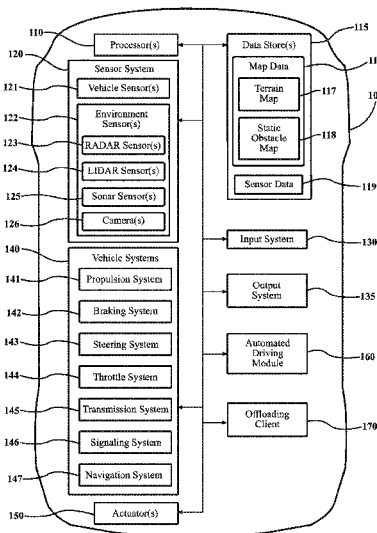 110
Processor(s)
120
Sensor System
121
Vehicle Sensor(s)
122
Environment
Sensor(s)
123
RADAR Sensor(s)
124
LIDAR Sensor(s)
125
Sonar Sensor(s)
126
Camera(s)
140
Vehicle Systems
141
Propulsion System
142
Braking System
143
Steering System
144
Throttle System
145
Transmission System
146
Signaling System
147
Navigation System
150
Actuator(s)
Data Store(s)
115
Map Data
11
Terrain
Map
117
10
Static
Obstacle
Map
118
Sensor Data
119
Input System
130
Output
System
135
Automated
Driving
Module
160
Offloading
Client
170